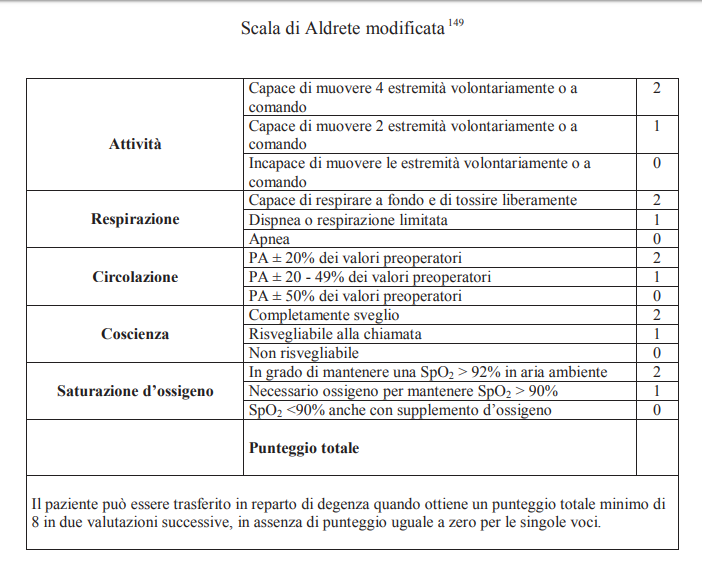 Scala di Aldrete modificata 149
Attività
Capace di muovere 4 estremità volontariamente o a
comando
2
Capace di muovere 2 estremità volontariamente o a
comando
1
Incapace di muovere le estremità volontariamente o a
comando
0
Respirazione
Capace di respirare a fondo e di tossire liberamente
2
Dispnea o respirazione limitata
1
Apnea
0
Circolazione
PA ± 20% dei valori preoperatori
2
PA ± 20 - 49% dei valori preoperatori
1
PA ± 50% dei valori preoperatori
0
Coscienza
Completamente sveglio
2
Risvegliabile alla chiamata
1
Non risvegliabile
0
Saturazione d’ossigeno
In grado di mantenere una SpO2 > 92% in aria ambiente
2
Necessario ossigeno per mantenere SpO2 > 90%
1
SpO2 <90% anche con supplemento d’ossigeno
0
Punteggio totale
Il paziente può essere trasferito in reparto di degenza quando ottiene un punteggio totale minimo di
8 in due valutazioni successive, in assenza di punteggio uguale a zero per le singole voci.